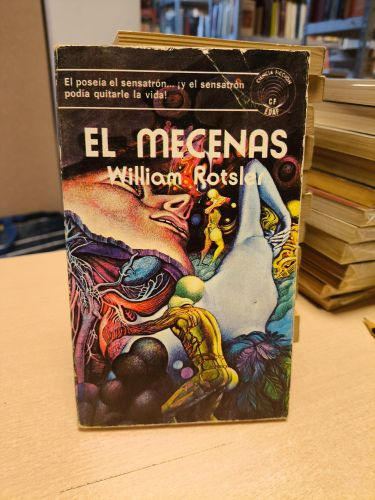 El poseía el sensatrón... ¡y el sensatrón
podía quitarle la vida!
CIENCIA FICCION
CF
EDAF
EL MECENAS
William Rotsler